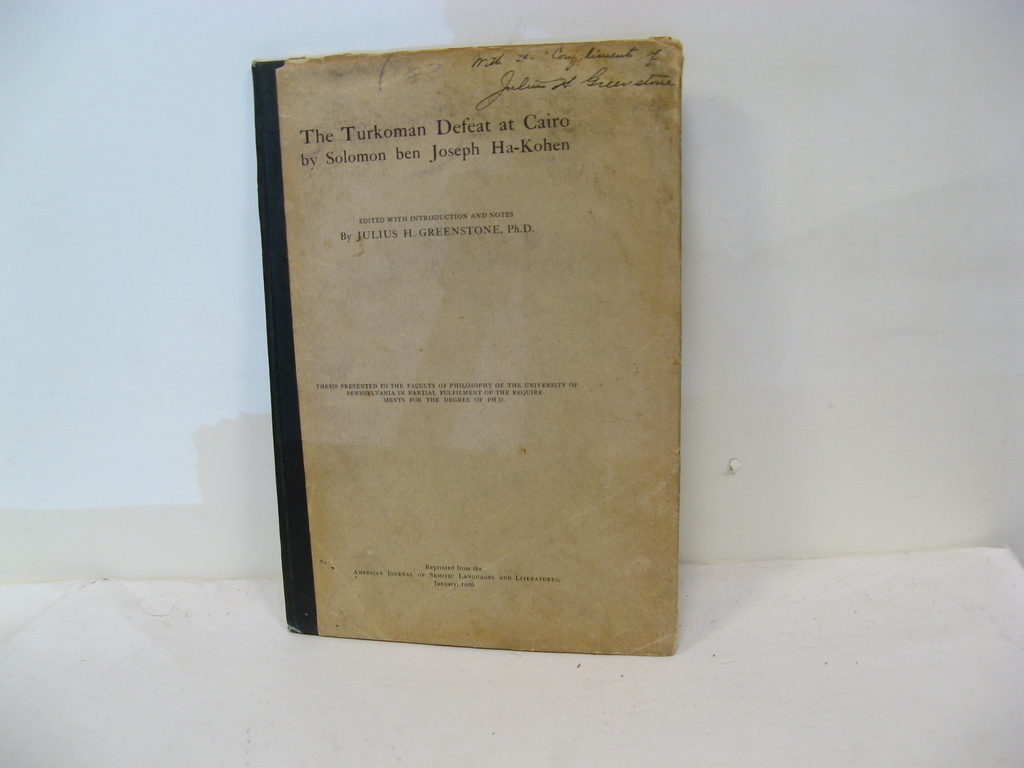 With the Compliments of
Julius H. Greenstone
The Turkoman Defeat at Cairo
by Solomon ben Joseph Ha-Kohen
EDITED WITH INTRODUCTION AND NOTES
By JULIUS H. GREENSTONE, Ph.D.
THESIS PRESENTED TO THE FACULTY OF PHILOSOPHY OF THE UNIVERSITY OF
PENNSYLVANIA IN PARTIAL FULFILMENT OF THE REQUIRE
MENTS FOR THE DEGREE OF PH.D.
Reprinted from the
AMERICAN JOURNAL OF SEMITIC LANGUAGES AND LITERATURES,
January, 1906